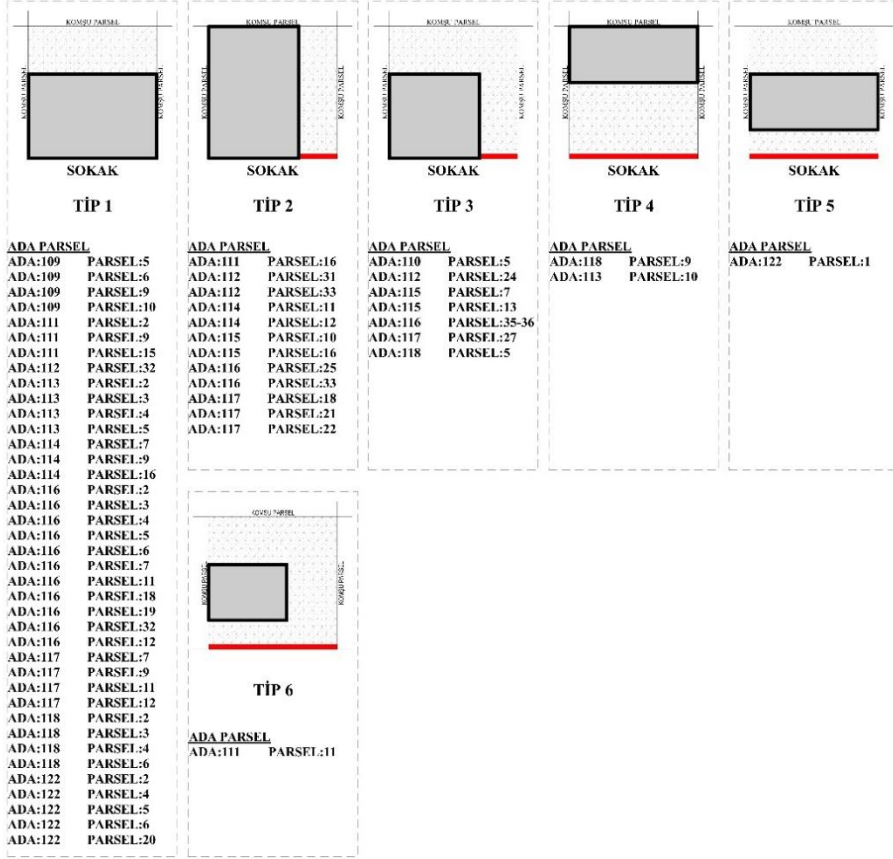 KOMŞU PARSEL
KOMŞU PARSEL
KOMŞU PARSEL
SOKAK
TİP 1
ADA PARSEL
ADA:109 PARSEL:5
ADA:109 PARSEL:6
ADA:109 PARSEL:9
ADA:109 PARSEL:10
ADA:111 PARSEL:2
ADA:111 PARSEL:9
ADA:111 PARSEL:15
ADA:112 PARSEL:32
ADA:113 PARSEL:2
ADA:113 PARSEL:3
ADA:113 PARSEL:4
ADA:113 PARSEL:5
ADA:114 PARSEL:7
ADA:114 PARSEL:9
ADA:114 PARSEL:16
ADA:116 PARSEL:2
ADA:116 PARSEL:3
ADA:116 PARSEL:4
ADA:116 PARSEL:5
ADA:116 PARSEL:6
ADA:116 PARSEL:7
ADA:116 PARSEL:11
ADA:116 PARSEL:18
ADA:116 PARSEL:19
ADA:116 PARSEL:32
ADA:116 PARSEL:12
ADA:117 PARSEL:7
ADA:117 PARSEL:9
ADA:117 PARSEL:11
ADA:117 PARSEL:12
ADA:118 PARSEL:2
ADA:118 PARSEL:3
ADA:118 PARSEL:4
ADA:118 PARSEL:6
ADA:122 PARSEL:2
ADA:122 PARSEL:4
ADA:122 PARSEL:5
ADA:122 PARSEL:6
ADA:122 PARSEL:20
KOMŞU PARSEL
KOMŞU PARSEL
KOMŞU PARSEL
SOKAK
TİP 2
ADA PARSEL
ADA:111 PARSEL:16
ADA:112 PARSEL:31
ADA:112 PARSEL:33
ADA:114 PARSEL:11
ADA:114 PARSEL:12
ADA:115 PARSEL:10
ADA:115 PARSEL:16
ADA:116 PARSEL:25
ADA:116 PARSEL:33
ADA:117 PARSEL:18
ADA:117 PARSEL:21
ADA:117 PARSEL:22
KOMŞU PARSEL
KOMŞU PARSEL
KOMŞU PARSEL
SOKAK
TİP 3
ADA PARSEL
ADA:110 PARSEL:5
ADA:112 PARSEL:24
ADA:115 PARSEL:7
ADA:115 PARSEL:13
ADA:116 PARSEL:35-36
ADA:117 PARSEL:27
ADA:118 PARSEL:5
KOMŞU PARSEL
KOMŞU PARSEL
KOMŞU PARSEL
SOKAK
TİP 4
ADA PARSEL
ADA:118 PARSEL:9
ADA:113 PARSEL:10
KOMŞU PARSEL
KOMŞU PARSEL
KOMŞU PARSEL
SOKAK
TİP 5
ADA PARSEL
ADA:122 PARSEL:1
KOMŞU PARSEL
KOMŞU PARSEL
KOMŞU PARSEL
TİP 6
ADA PARSEL
ADA:111 PARSEL:11